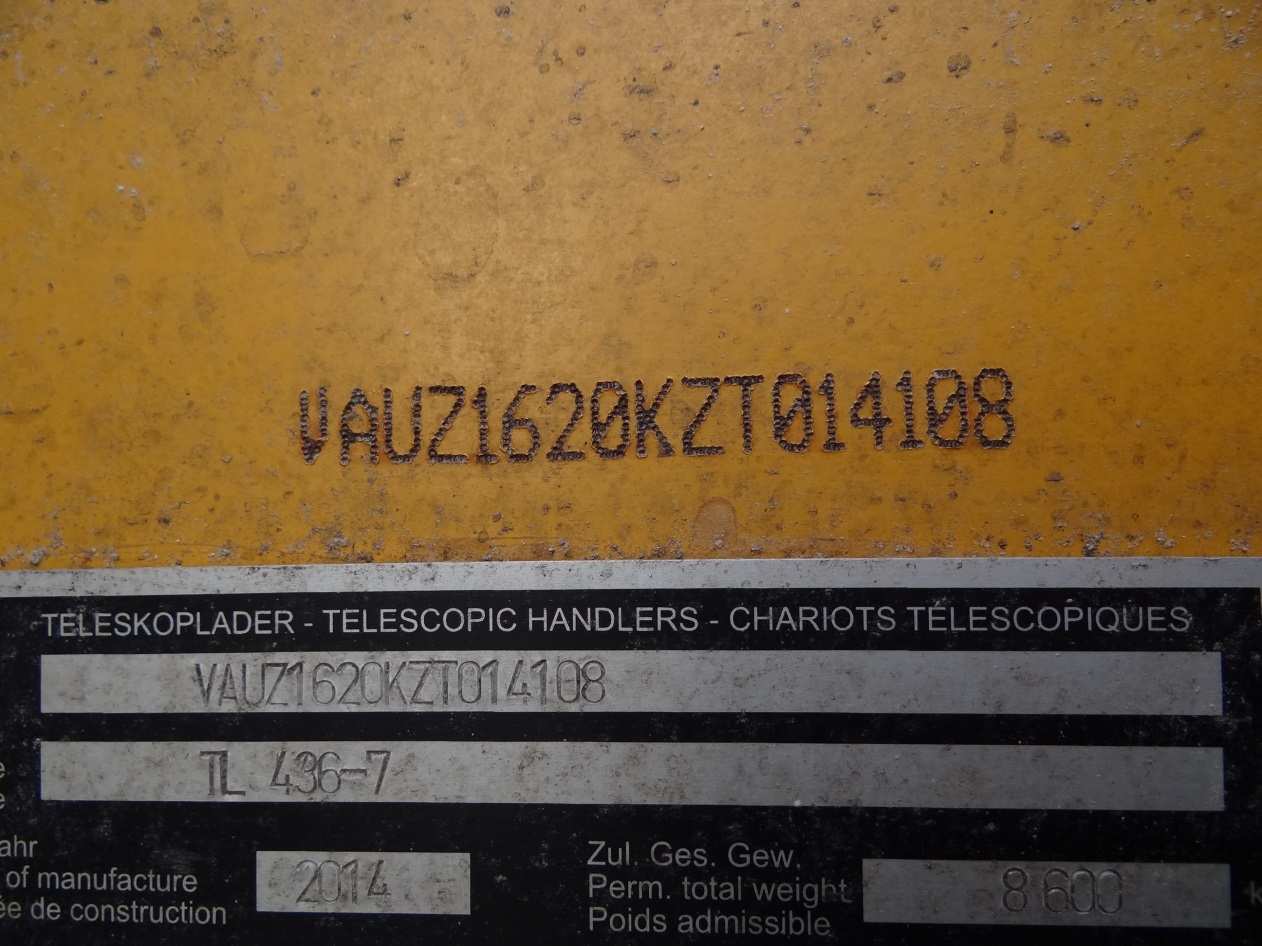 VAUZ1620KZT014108
TELESKOPLADER - TELESCOPIC HANDLERS - CHARIOTS TÉLESCOPIQUES
VAUZ1620KZT014108
TL 436-7
ahr
of manufacture 2014
ée de construction
Zul. Ges. Gew.
Perm. total weight 8 600 k
Poids admissible